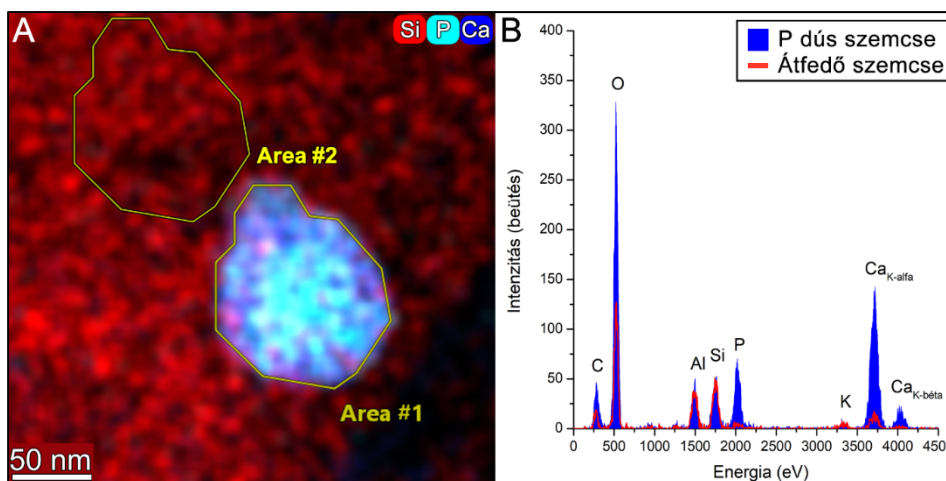 A
Si P Ca
Area #2
Area #1
50 nm
B
P dús szemcse
Átfedő szemcse
Intenzitás (beütés)
400
350
300
250
200
150
100
50
0
O
C
Al
Si
P
K
Ca K-alfa
Ca K-béta
0 500 1000 1500 2000 2500 3000 3500 4000 450
Energia (eV)